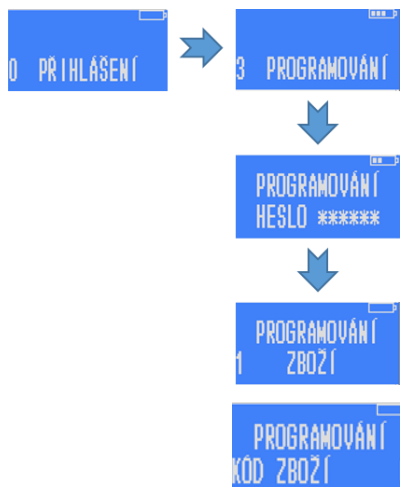 0 PŘIHLÁŠENÍ
3 PROGRAMOVÁNÍ
PROGRAMOVÁNÍ
HESLO ******
PROGRAMOVÁNÍ
1 ZBOŽÍ
PROGRAMOVÁNÍ
KÓD ZBOŽÍ